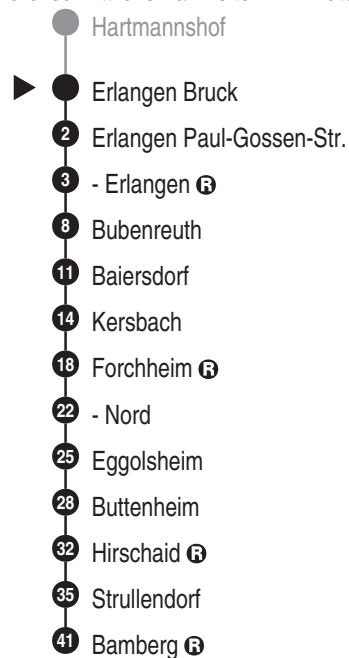 Hartmannshof
Erlangen Bruck
2 Erlangen Paul-Gossen-Str.
3 - Erlangen R
8 Bubenreuth
11 Baiersdorf
14 Kersbach
18 Forchheim R
22 - Nord
25 Eggolsheim
28 Buttenheim
32 Hirschaid R
35 Strullendorf
41 Bamberg R